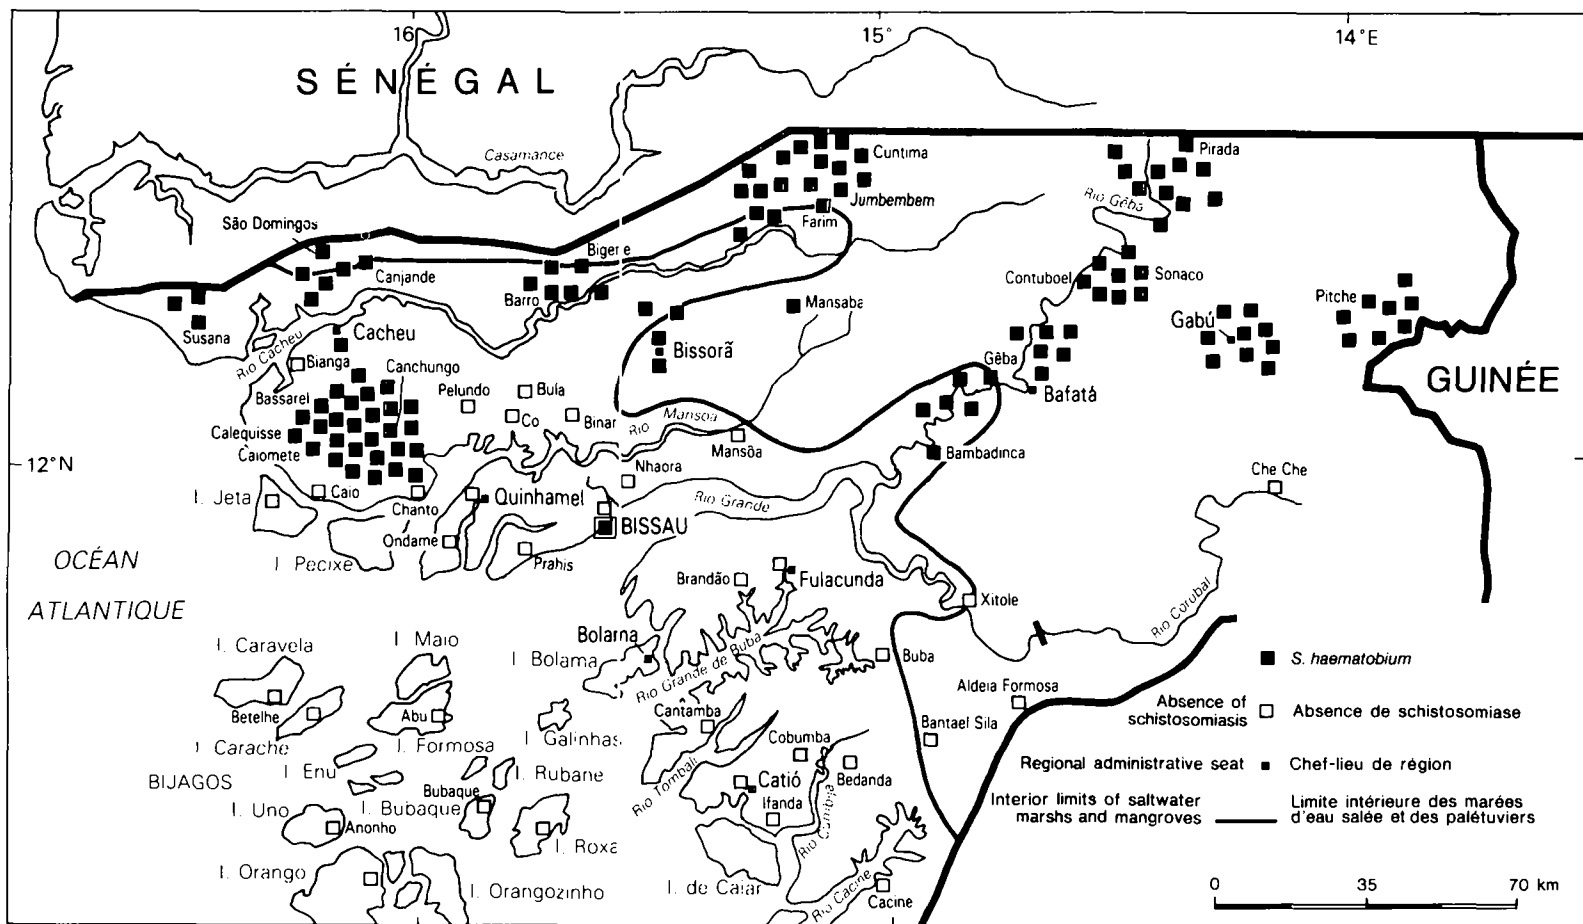 16
15°
14°E
SÉNÉGAL
Casamance
Cuntima
Pirada
Jumbembem
Rio Gêba
São Domingos
Farim
Bigene
Canjande
Contuboel
Sonaco
Barro
Mansaba
Pitche
Susana
Cacheu
Gabú
Rio Cacheu
Bissorã
Bianga
Canchungo
Gêba
GUINÉE
Bassarel
Pelundo
Bula
Bafatá
Calequisse
Co
Binar
Rio Mansoa
Caiomete
Mansôa
Bambadinca
12°N
Nhaora
Che Che
I. Jeta
Caio
Chanto
Quinhamel
Rio Grande
BISSAU
Ondame
I Pecixe
Prahis
OCÉAN
ATLANTIQUE
Brandão
Fulacunda
Xitole
Rio Corubal
Bolama
I. Caravela
I Maio
I Bolama
Rio Grande de Buba
Buba
S. haematobium
Aldeia Formosa
Betelhe
Abu
Cantamba
Absence of
schistosomiasis
Absence de schistosomiase
Bantael Sila
I Carache
I. Formosa
I Galinhas
Cobumba
BIJAGOS
I Enu
I. Rubane
Rio Tombali
Catió
Bedanda
Regional administrative seat
Chef-lieu de région
Bubaque
I. Uno
I. Bubaque
Ifanda
Interior limits of saltwater
marshs and mangroves
Limite intérieure des marées
d'eau salée et des palétuviers
Anonho
I. Roxa
I. Orango
I. Orangozinho
I. de Caiar
Rio Cacine
Cacine
0 35 70 km